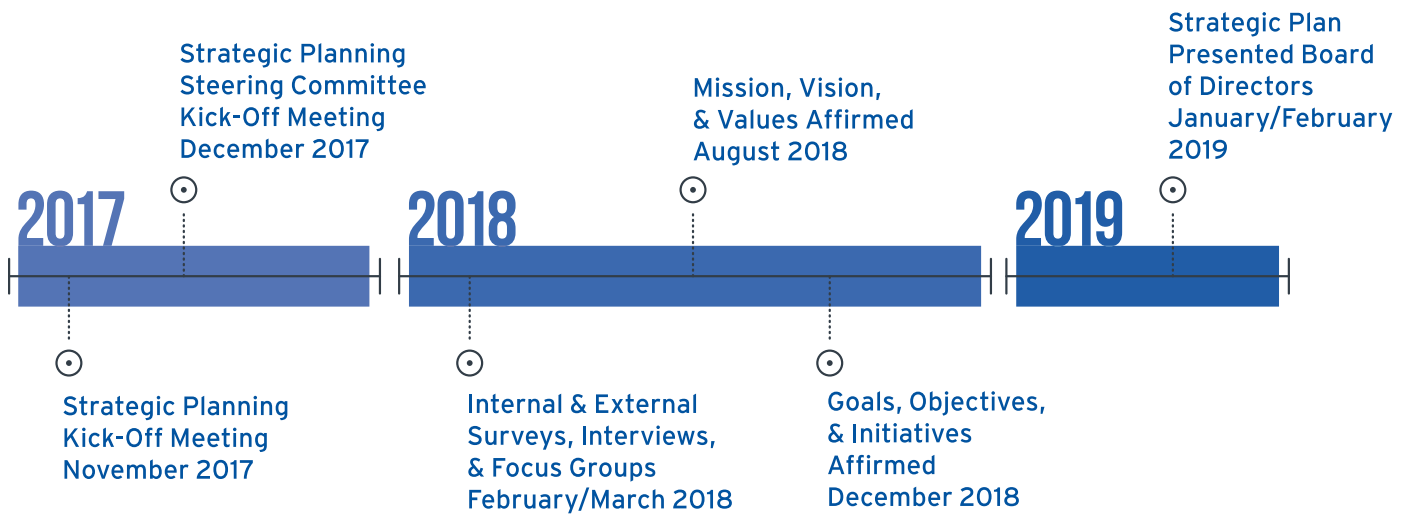 2017
Strategic Planning
Kick-Off Meeting
November 2017
Strategic Planning
Steering Committee
Kick-Off Meeting
December 2017
2018
Internal & External
Surveys, Interviews,
& Focus Groups
February/March 2018
Mission, Vision,
& Values Affirmed
August 2018
Goals, Objectives,
& Initiatives
Affirmed
December 2018
2019
Strategic Plan
Presented Board
of Directors
January/February
2019